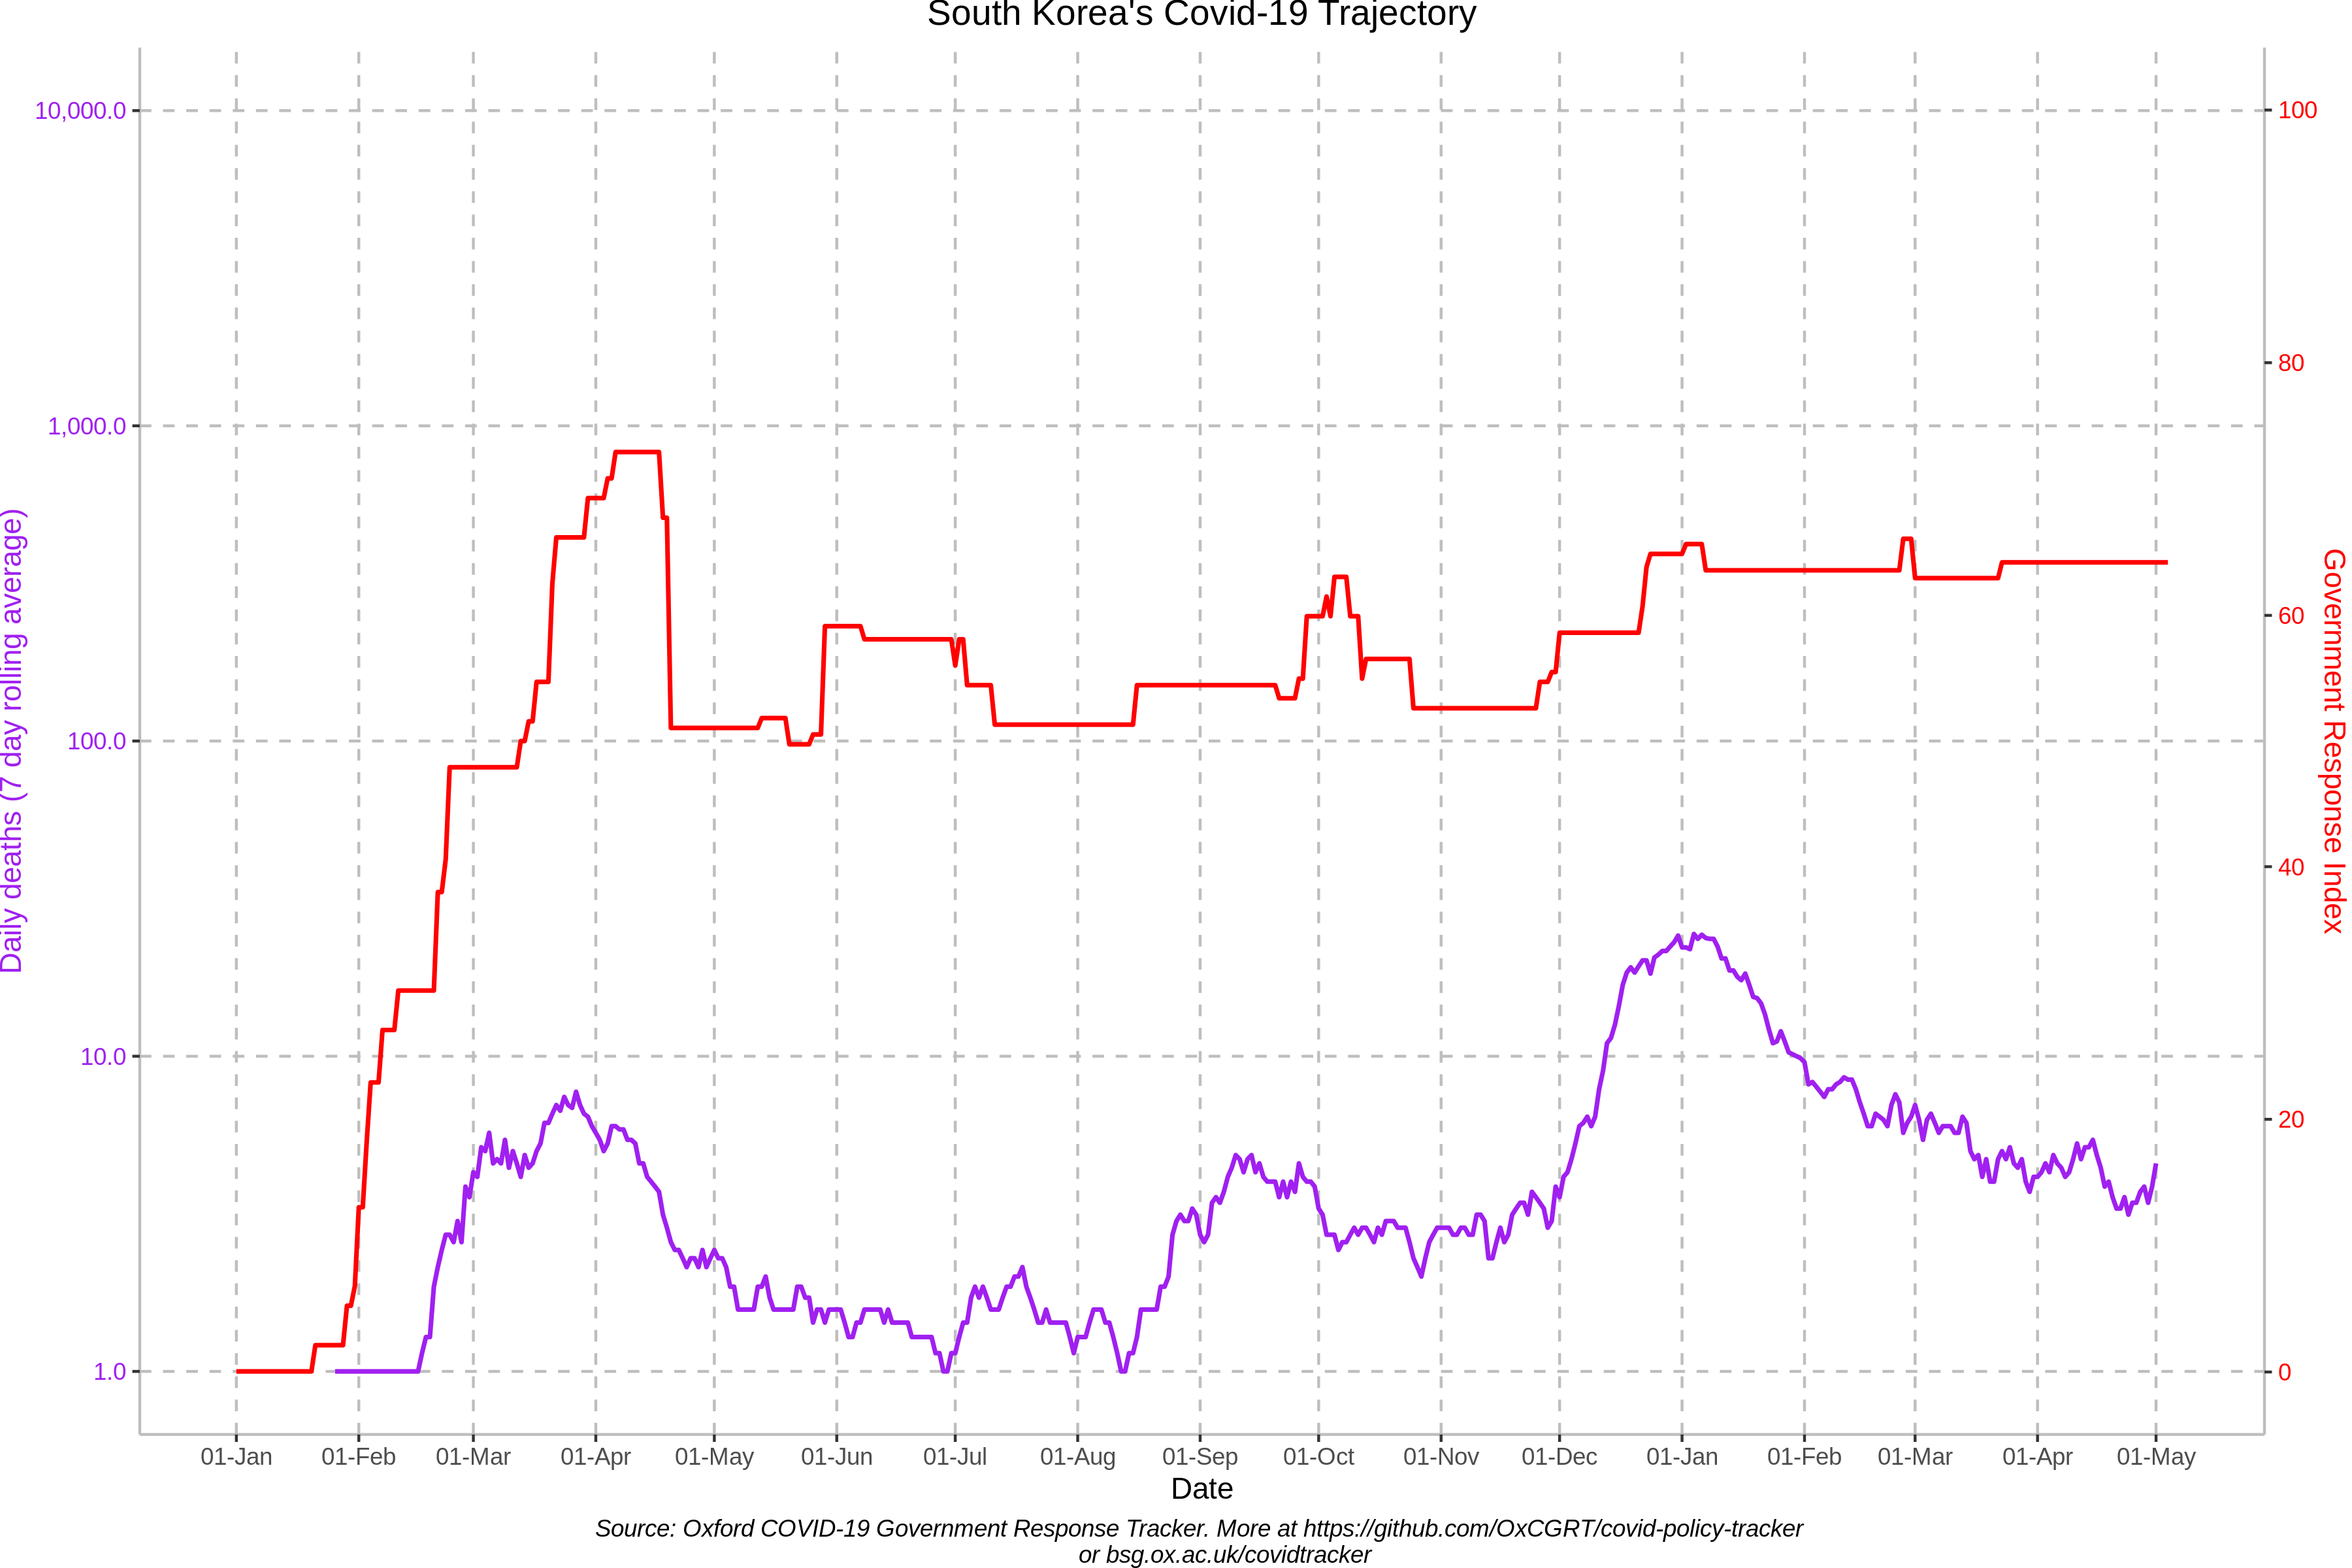 South Korea's Covid-19 Trajectory
10,000.0
1,000.0
100.0
10.0
1.0
Daily deaths (7 day rolling average)
100
80
60
40
20
0
Government Response Index
01-Jan 01-Feb 01-Mar 01-Apr 01-May 01-Jun 01-Jul 01-Aug 01-Sep 01-Oct 01-Nov 01-Dec 01-Jan 01-Feb 01-Mar 01-Apr 01-May
Date
Source: Oxford COVID-19 Government Response Tracker. More at https://github.com/OxCGRT/covid-policy-tracker
or bsg.ox.ac.uk/covidtracker